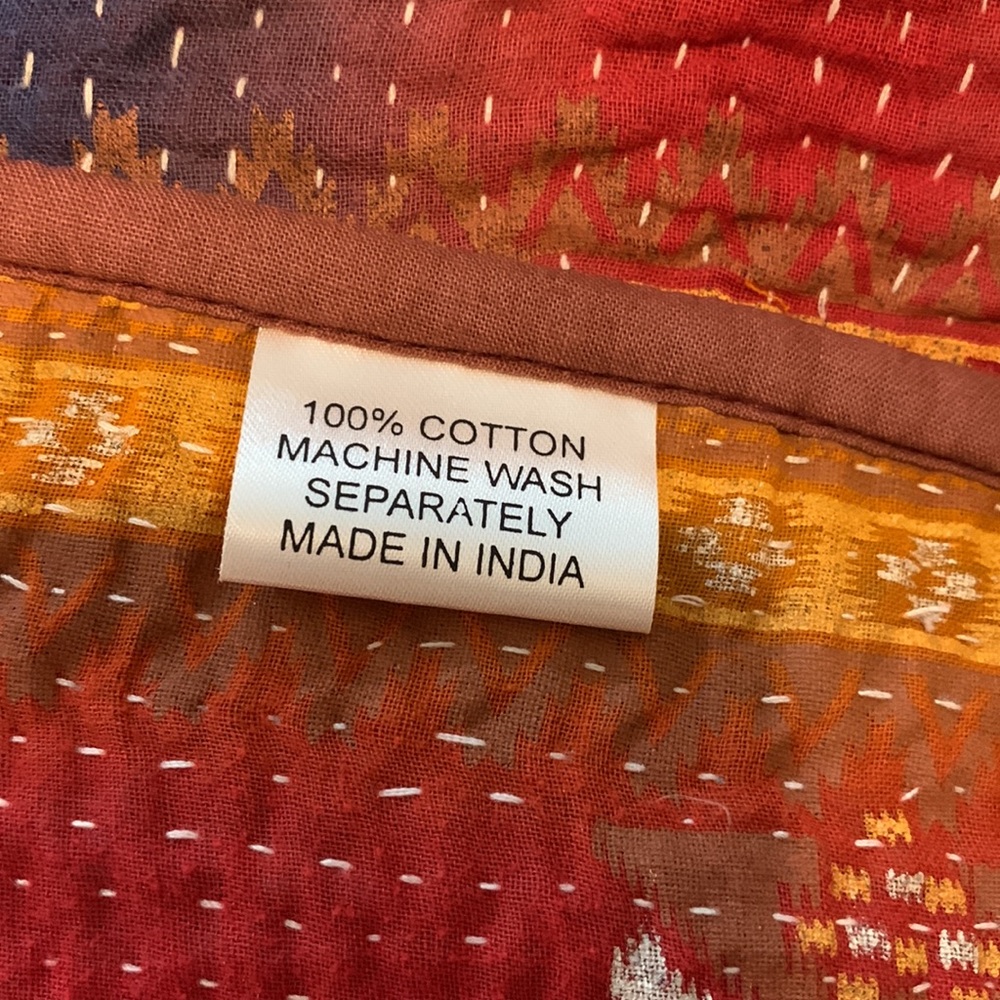 100% COTTON
MACHINE WASH
SEPARATELY
MADE IN INDIA